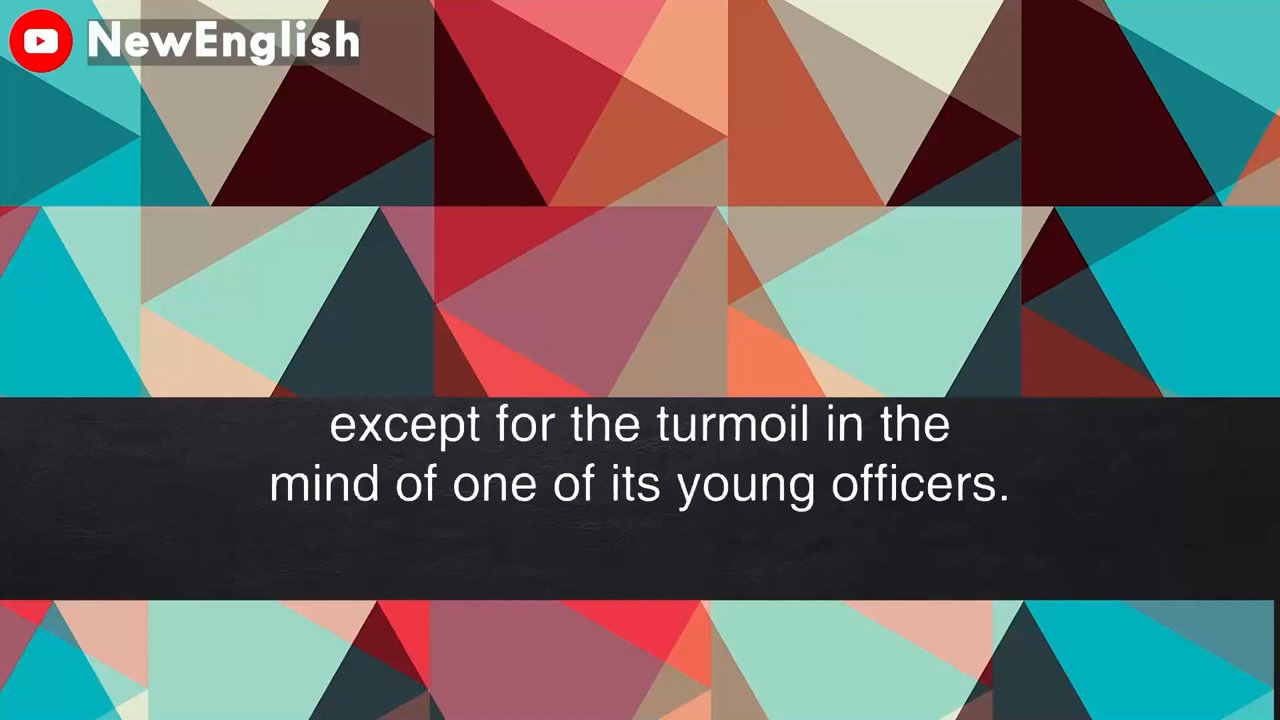 NewEnglish
except for the turmoil in the
mind of one of its young officers.